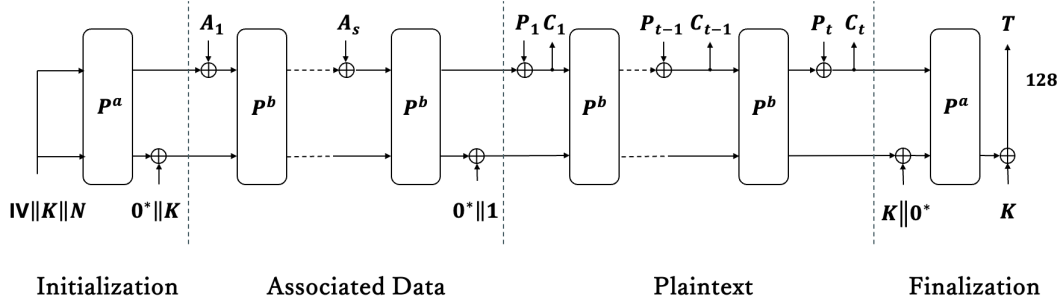 A₁ Aₛ P₁ C₁ Pₜ₋₁ Cₜ₋₁ Pₜ Cₜ T
128
Pᵃ Pᵇ Pᵇ Pᵇ Pᵇ Pᵃ
IV‖K‖N 0*‖K 0*‖1 K‖0* K
Initialization Associated Data Plaintext Finalization